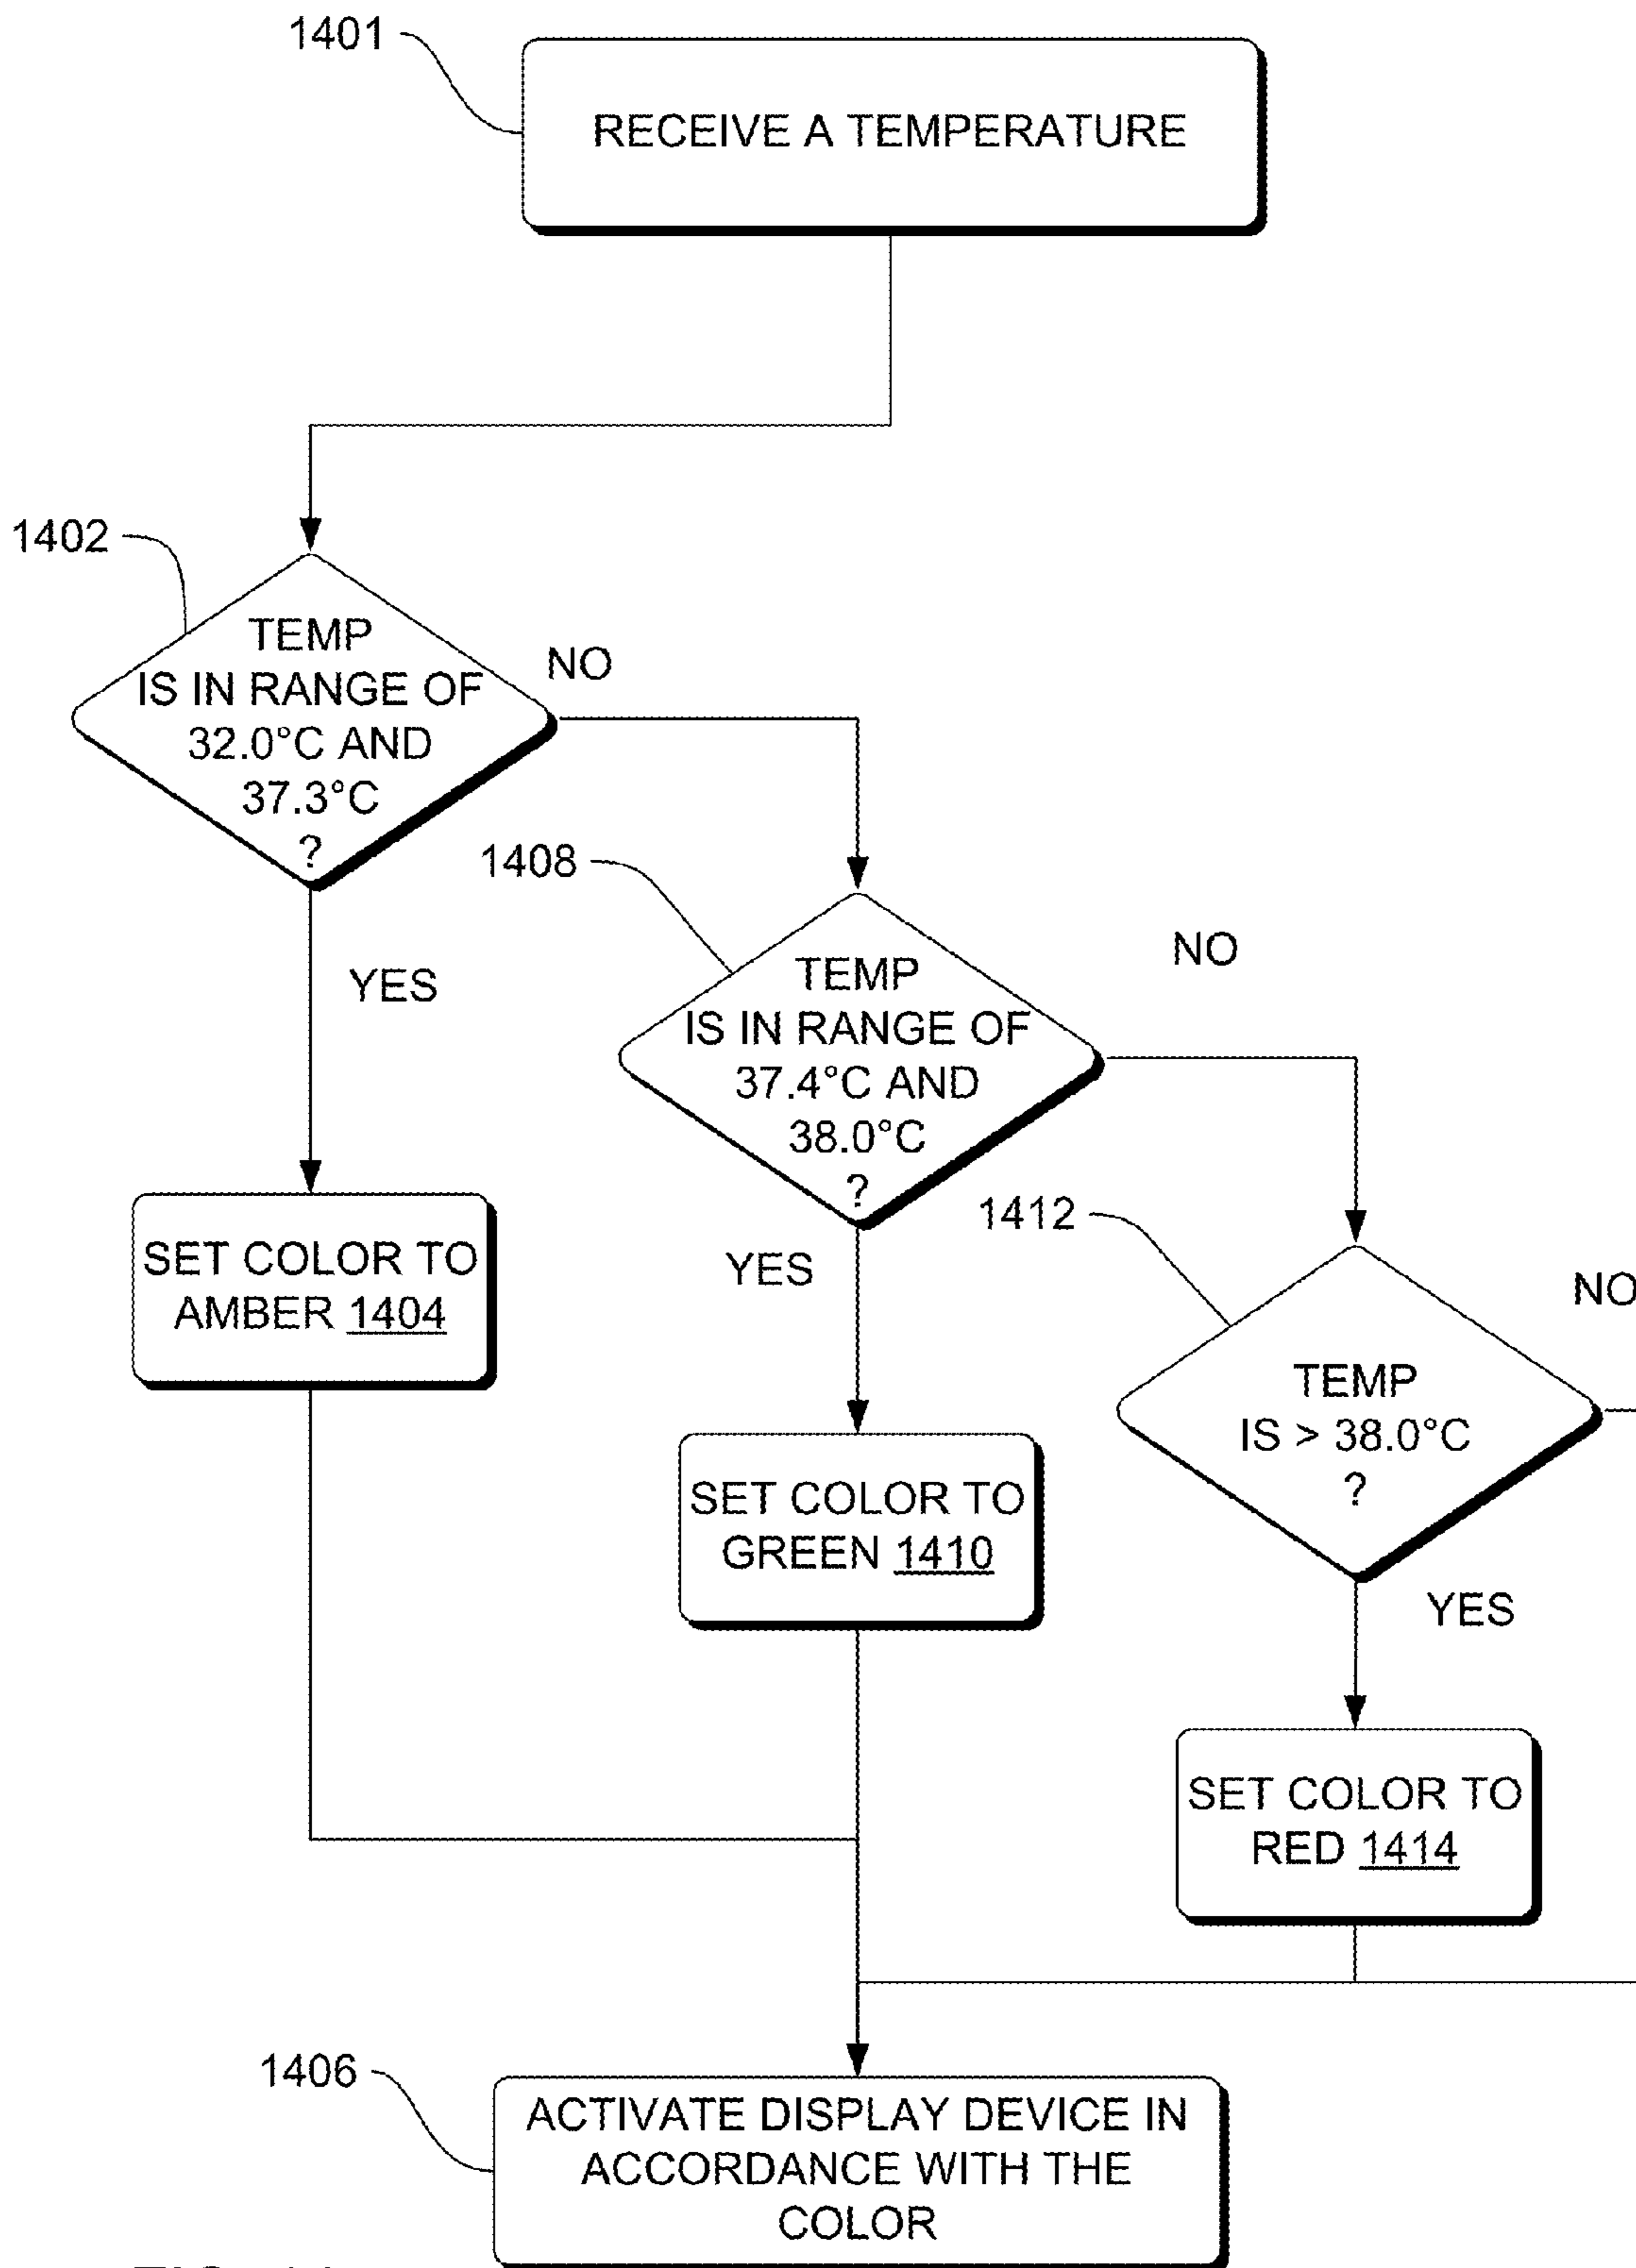 1401
RECEIVE A TEMPERATURE
1402
TEMP
IS IN RANGE OF
32.0°C AND
37.3°C
?
NO
YES
1408
TEMP
IS IN RANGE OF
37.4°C AND
38.0°C
?
NO
YES
SET COLOR TO
AMBER 1404
1412
TEMP
IS > 38.0°C
?
NO
YES
SET COLOR TO
GREEN 1410
SET COLOR TO
RED 1414
1406
ACTIVATE DISPLAY DEVICE IN
ACCORDANCE WITH THE
COLOR